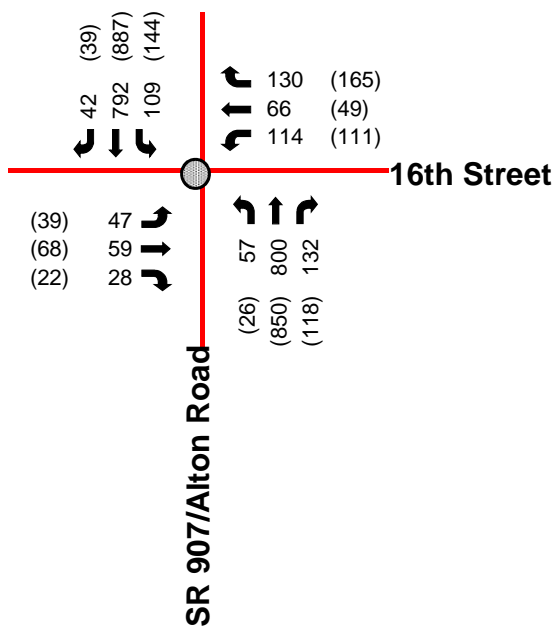 (39) (887) (144)
42 792 109
130 (165)
66 (49)
114 (111)
16th Street
(39) 47
(68) 59
(22) 28
57 800 132
(26) (850) (118)
SR 907/Alton Road